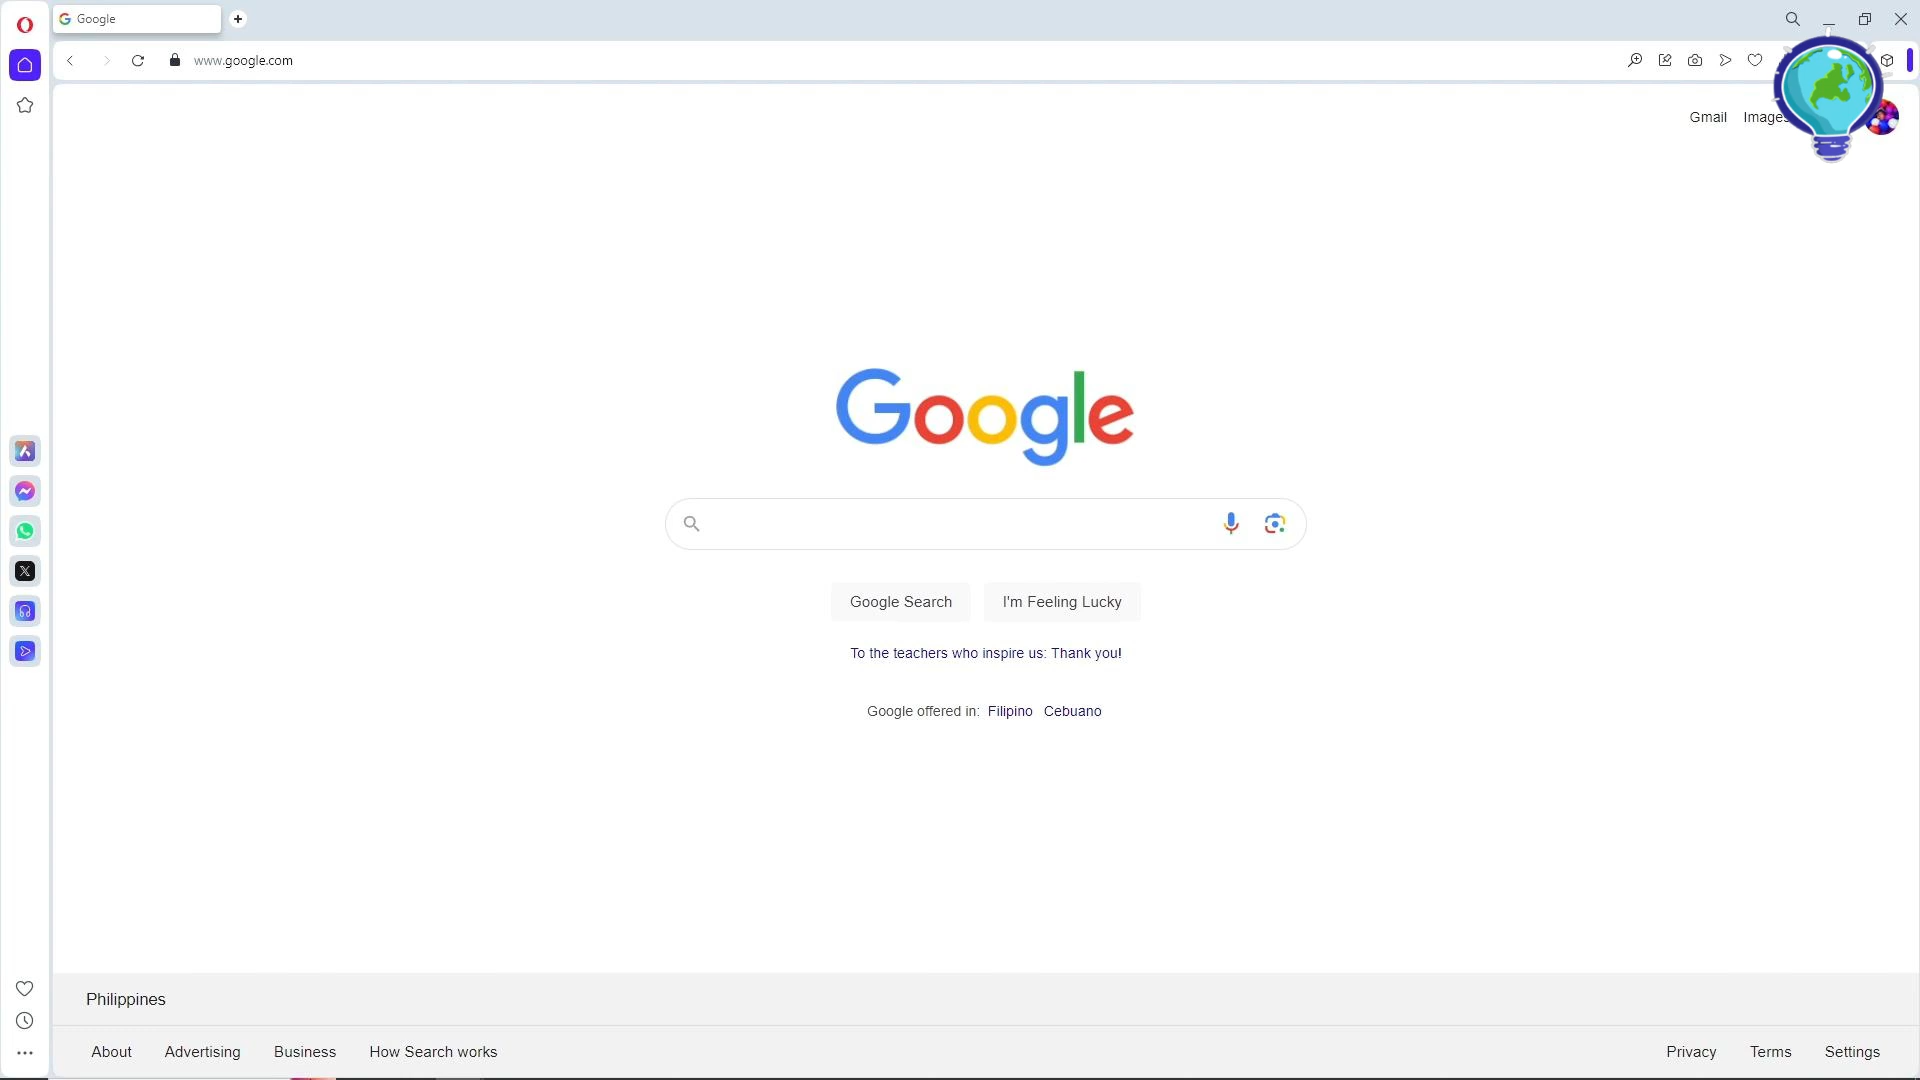 Google
www.google.com
Gmail Images
Google
Google Search I'm Feeling Lucky
To the teachers who inspire us: Thank you!
Google offered in: Filipino Cebuano
Philippines
About Advertising Business How Search works
Privacy Terms Settings